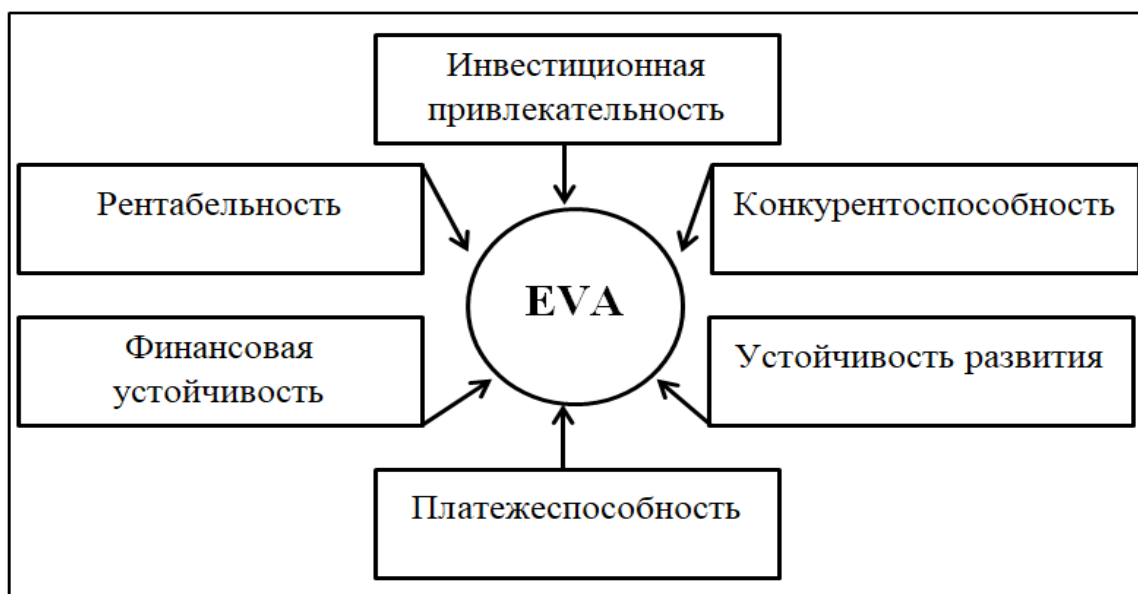 Инвестиционная
привлекательность
Рентабельность
Конкурентоспособность
EVA
Финансовая
устойчивость
Устойчивость развития
Платежеспособность